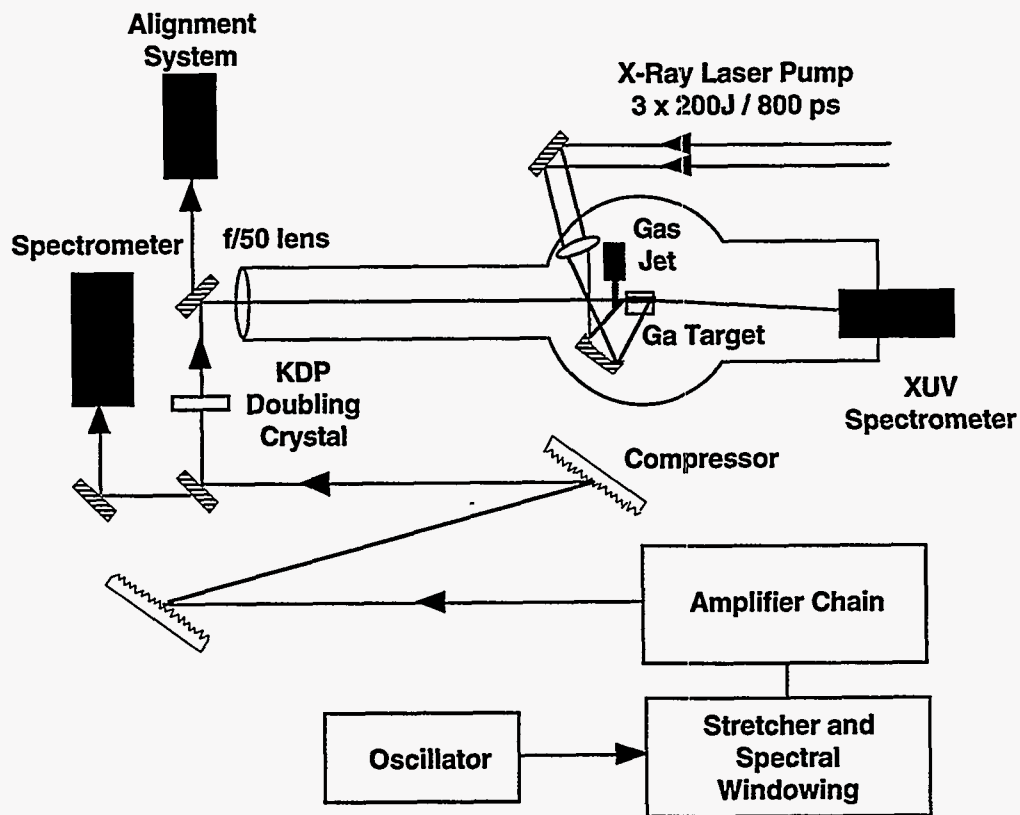 Alignment
System
X-Ray Laser Pump
3 x 200J / 800 ps
Spectrometer
f/50 lens
Gas
Jet
Ga Target
KDP
Doubling
Crystal
XUV
Spectrometer
Compressor
Amplifier Chain
Oscillator
Stretcher and
Spectral
Windowing